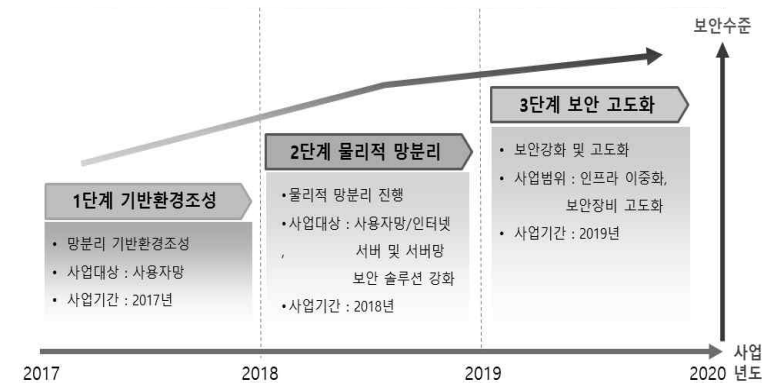 보안수준
3단계 보안 고도화
• 보안강화 및 고도화
• 사업범위 : 인프라 이중화,
보안장비 고도화
• 사업기간 : 2019년
2단계 물리적 망분리
•물리적 망분리 진행
•사업대상 : 사용자망/인터넷
, 서버 및 서버망
보안 솔루션 강화
•사업기간 : 2018년
1단계 기반환경조성
• 망분리 기반환경조성
• 사업대상 : 사용자망
• 사업기간 : 2017년
2017
2018
2019
2020
사업
년도